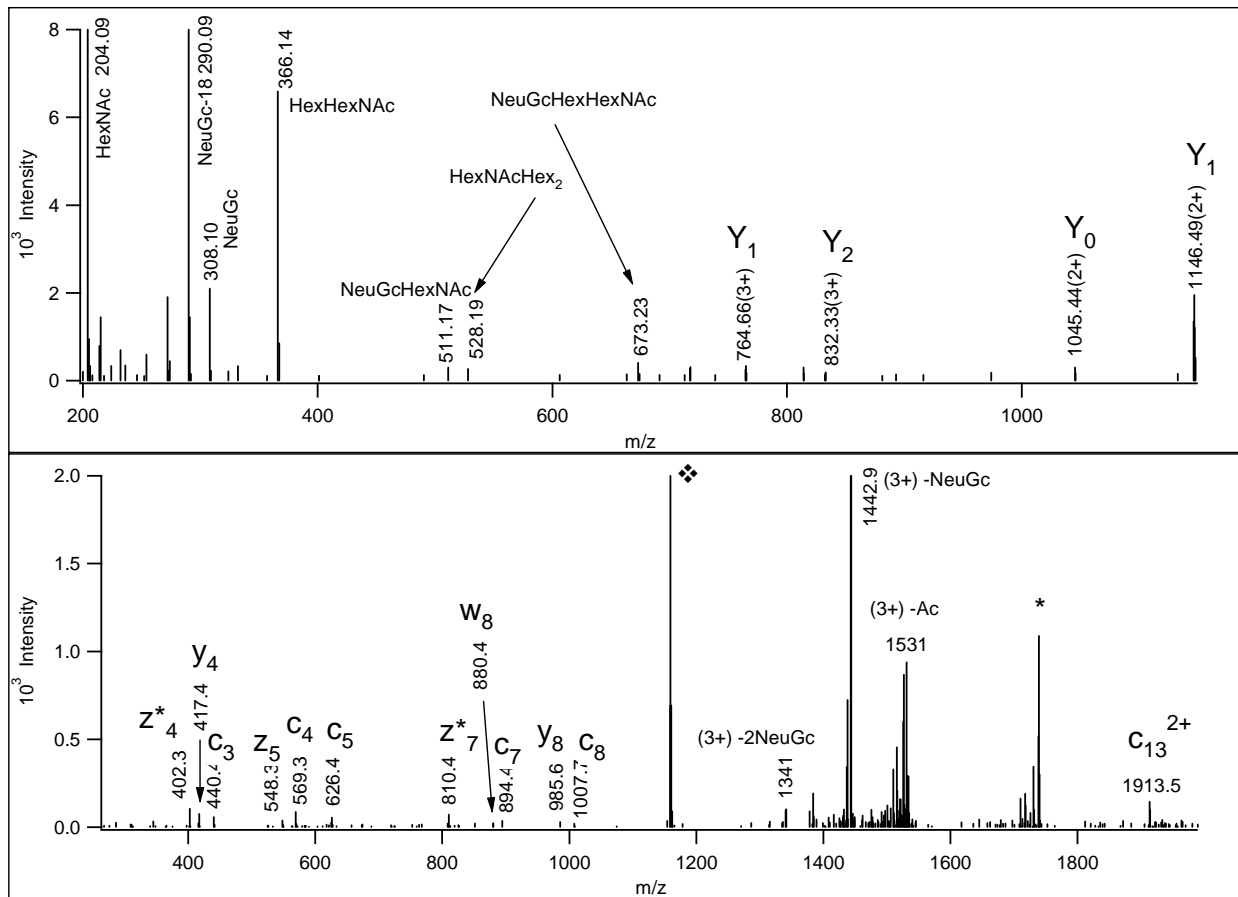 8
6
4
2
0
10³ Intensity
HexNAc 204.09
NeuGc-18 290.09
308.10
NeuGc
366.14
HexHexNAc
NeuGcHexHexNAc
HexNAcHex₂
NeuGcHexNAc
511.17
528.19
673.23
Y₁
764.66(3+)
Y₂
832.33(3+)
Y₀
1045.44(2+)
Y₁
1146.49(2+)
200
400
600
800
1000
m/z
2.0
1.5
1.0
0.5
0.0
10³ Intensity
z*₄
402.3
y₄
417.4
c₃
z₅
c₄
569.3
c₅
626.4
z*₇
810.4
w₈
880.4
c₇
y₈
985.6
c₈
❖
1442.9
(3+) -NeuGc
(3+) -Ac
1531
(3+) -2NeuGc
1341
*
c₁₃²⁺
1913.5
400
600
800
1000
1200
1400
1600
1800
m/z